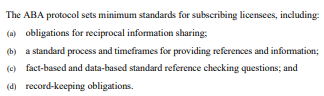 The ABA protocol sets minimum standards for subscribing licensees, including:
(a) obligations for reciprocal information sharing;
(b) a standard process and timeframes for providing references and information;
(c) fact-based and data-based standard reference checking questions; and
(d) record-keeping obligations.